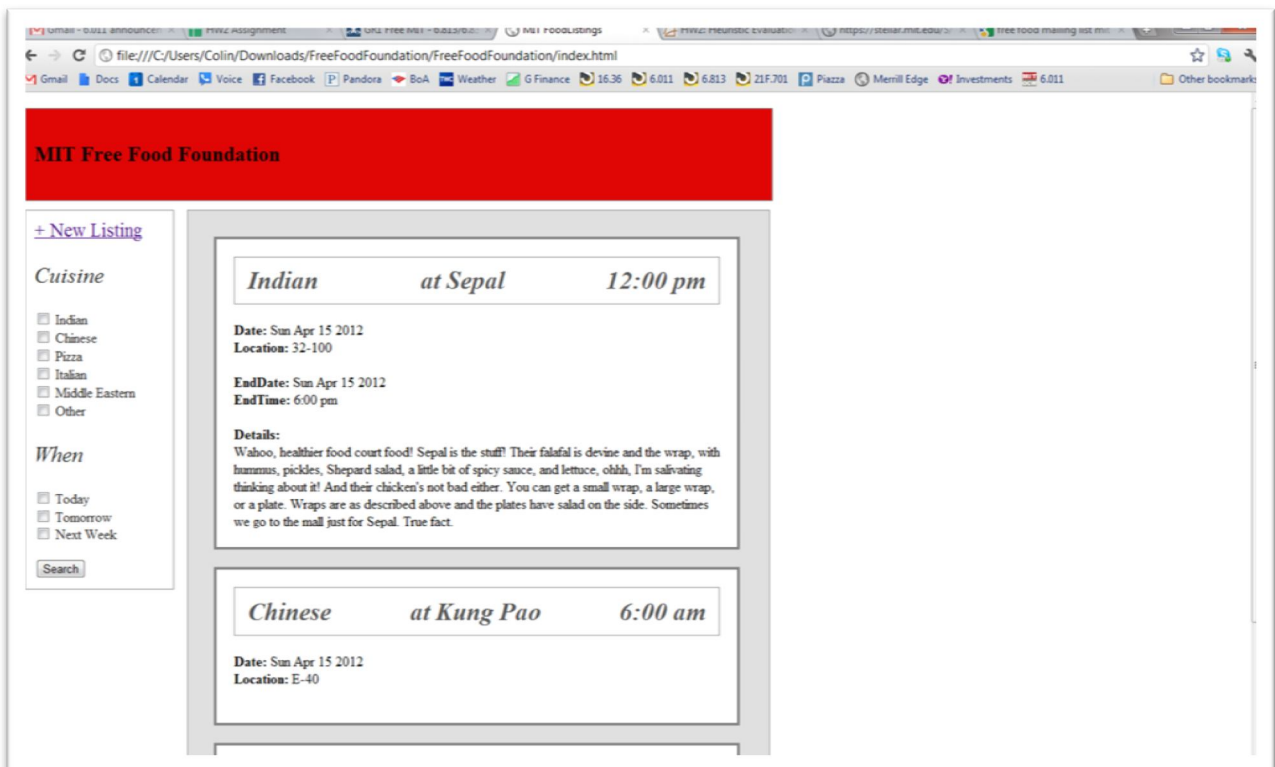 Gmail - 6.011 announcem
HW2 Assignment
GR1 Free MIT - 6.813/6.8
MIT FoodListings
HW2: Heuristic Evaluatio
https://stellar.mit.edu/S/
free food mailing list mit
file:///C:/Users/Colin/Downloads/FreeFoodFoundation/FreeFoodFoundation/index.html
Gmail Docs Calendar Voice Facebook Pandora BoA Weather G Finance 16.36 6.011 6.813 21F.701 Piazza Merrill Edge Investments 6.011 Other bookmarks
MIT Free Food Foundation
+ New Listing
Cuisine
Indian
Chinese
Pizza
Italian
Middle Eastern
Other
When
Today
Tomorrow
Next Week
Search
Indian at Sepal 12:00 pm
Date: Sun Apr 15 2012
Location: 32-100
EndDate: Sun Apr 15 2012
EndTime: 6:00 pm
Details:
Wahoo, healthier food court food! Sepal is the stuff! Their falafal is devine and the wrap, with
hummus, pickles, Shepard salad, a little bit of spicy sauce, and lettuce, ohhh, I'm salivating
thinking about it! And their chicken's not bad either. You can get a small wrap, a large wrap,
or a plate. Wraps are as described above and the plates have salad on the side. Sometimes
we go to the mall just for Sepal. True fact.
Chinese at Kung Pao 6:00 am
Date: Sun Apr 15 2012
Location: E-40